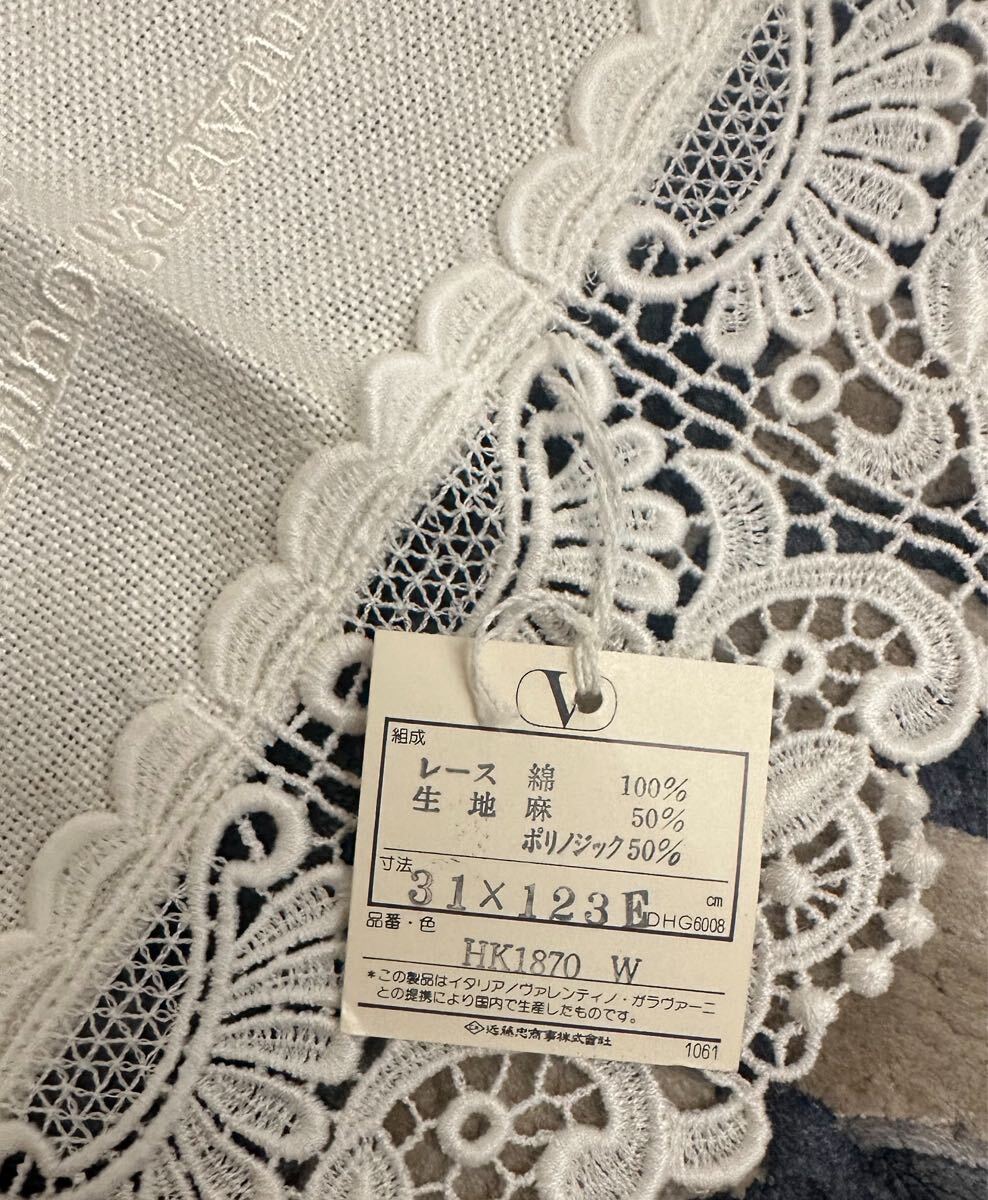 V
組成
レース 綿 100%
生地 麻 50%
ポリノジック 50%
寸法
31×123E cm
DHG6008
品番・色
HK1870 W
*この製品はイタリア/ヴァレンティノ・ガラヴァーニ
との提携により国内で生産したものです。
近藤忠商事株式會社
1061